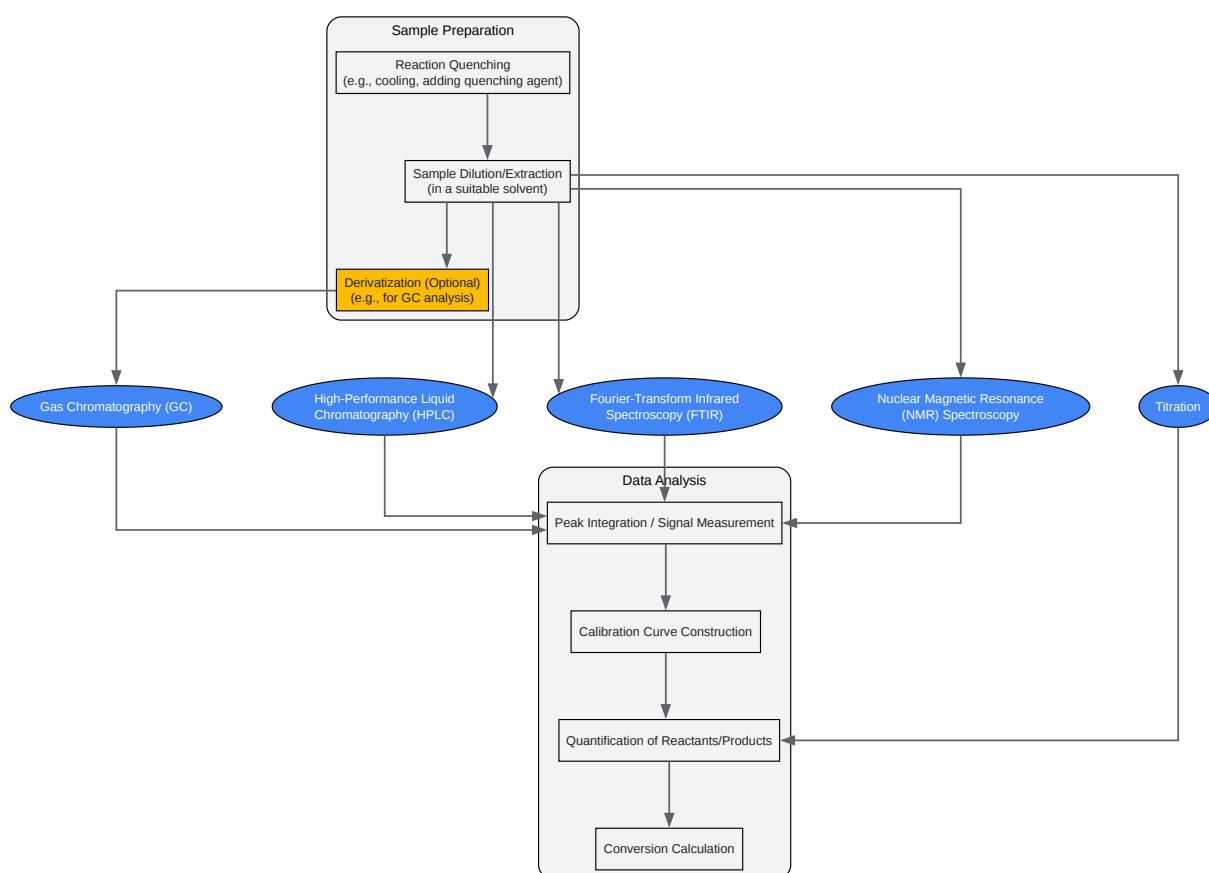 Sample Preparation
Reaction Quenching
(e.g., cooling, adding quenching agent)
Sample Dilution/Extraction
(in a suitable solvent)
Derivatization (Optional)
(e.g., for GC analysis)
Gas Chromatography (GC)
High-Performance Liquid
Chromatography (HPLC)
Fourier-Transform Infrared
Spectroscopy (FTIR)
Nuclear Magnetic Resonance
(NMR) Spectroscopy
Titration
Data Analysis
Peak Integration / Signal Measurement
Calibration Curve Construction
Quantification of Reactants/Products
Conversion Calculation